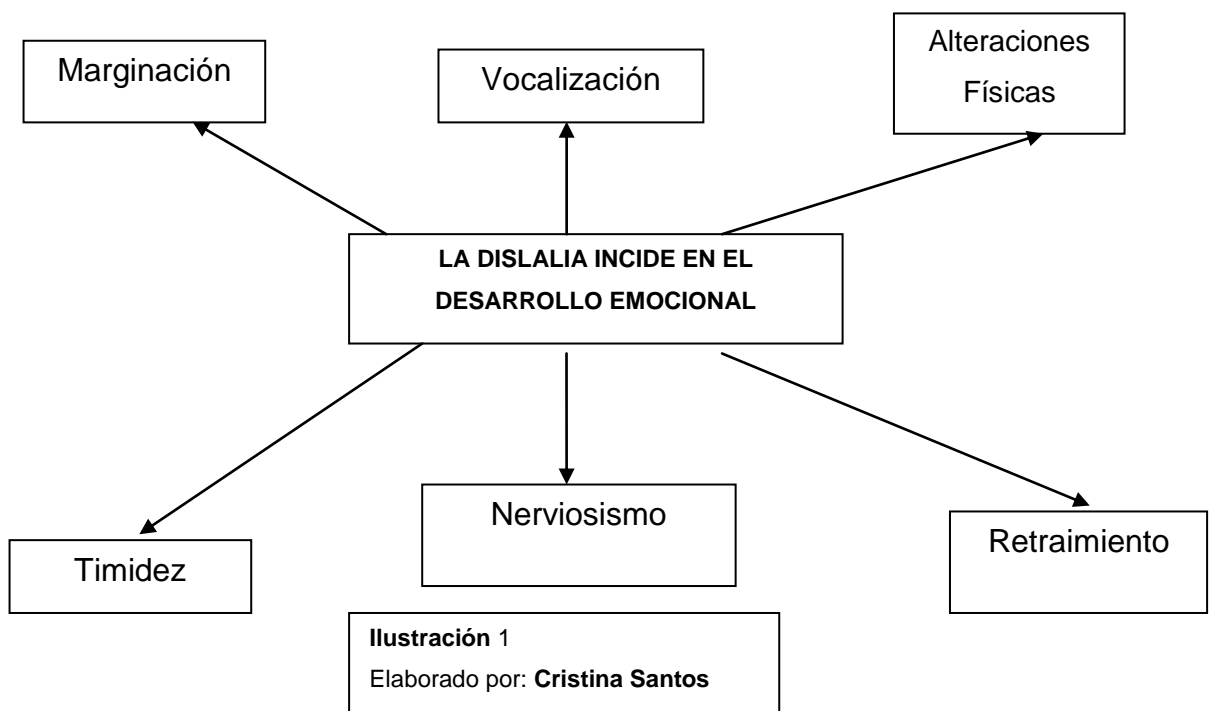 Marginación
Vocalización
Alteraciones
Físicas
LA DISLALIA INCIDE EN EL
DESARROLLO EMOCIONAL
Timidez
Nerviosismo
Retraimiento
Ilustración 1
Elaborado por: Cristina Santos